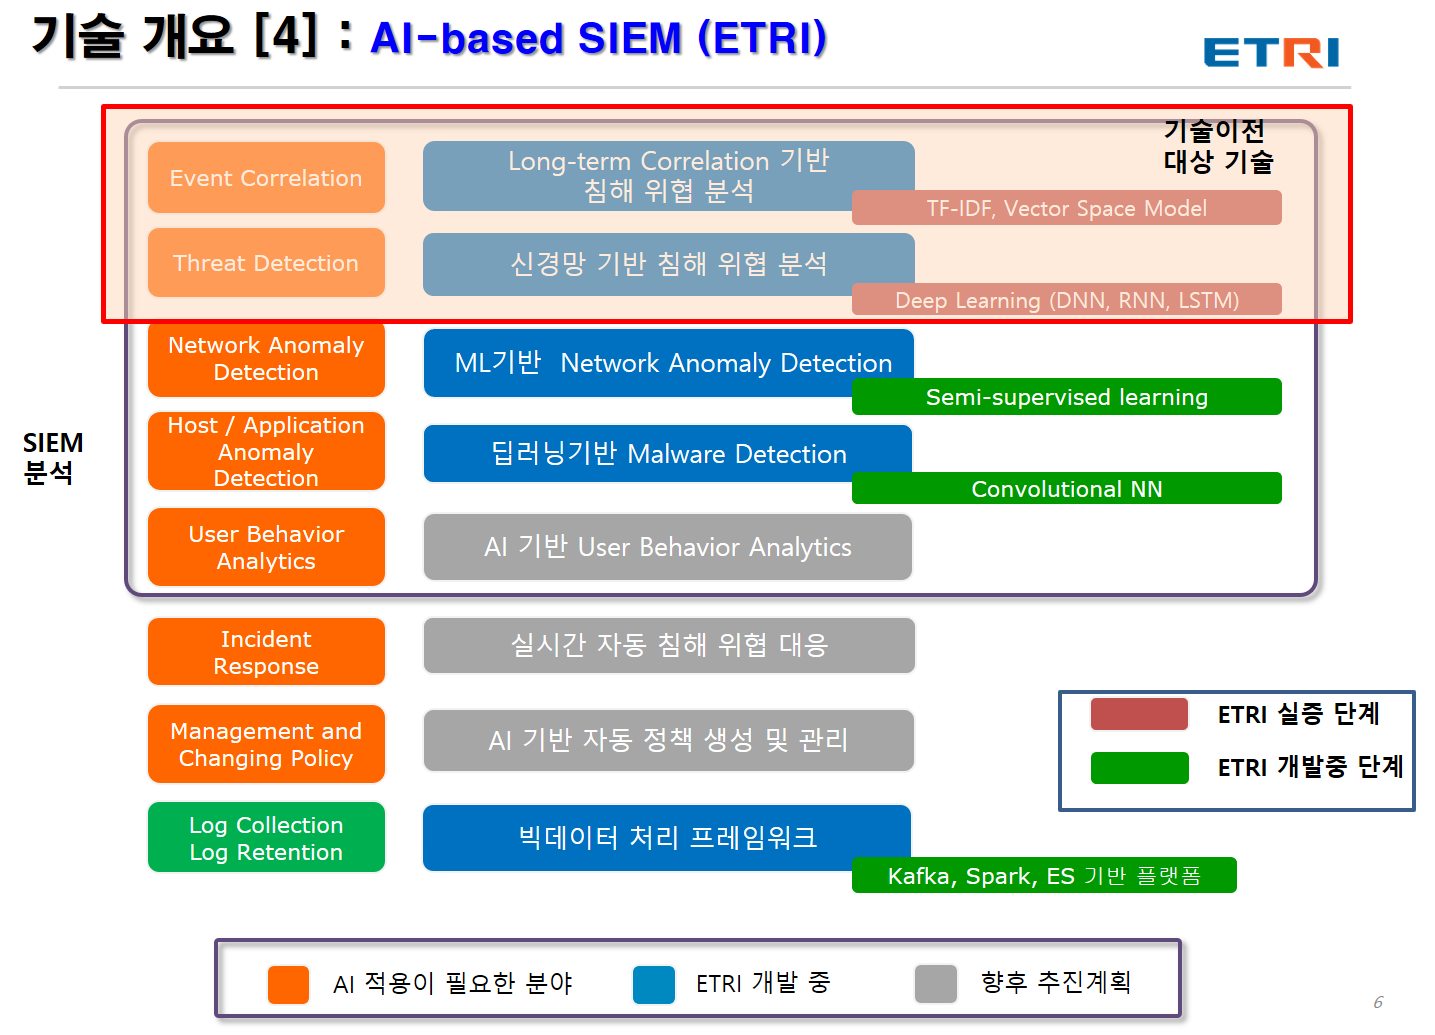 기술 개요 [4] : AI-based SIEM (ETRI)
ETRI
기술이전
대상 기술
Event Correlation
Long-term Correlation 기반
침해 위협 분석
TF-IDF, Vector Space Model
Threat Detection
신경망 기반 침해 위협 분석
Deep Learning (DNN, RNN, LSTM)
Network Anomaly
Detection
ML기반 Network Anomaly Detection
Semi-supervised learning
SIEM
분석
Host / Application
Anomaly
Detection
딥러닝기반 Malware Detection
Convolutional NN
User Behavior
Analytics
AI 기반 User Behavior Analytics
Incident
Response
실시간 자동 침해 위협 대응
Management and
Changing Policy
AI 기반 자동 정책 생성 및 관리
ETRI 실증 단계
ETRI 개발중 단계
Log Collection
Log Retention
빅데이터 처리 프레임워크
Kafka, Spark, ES 기반 플랫폼
AI 적용이 필요한 분야
ETRI 개발 중
향후 추진계획
6